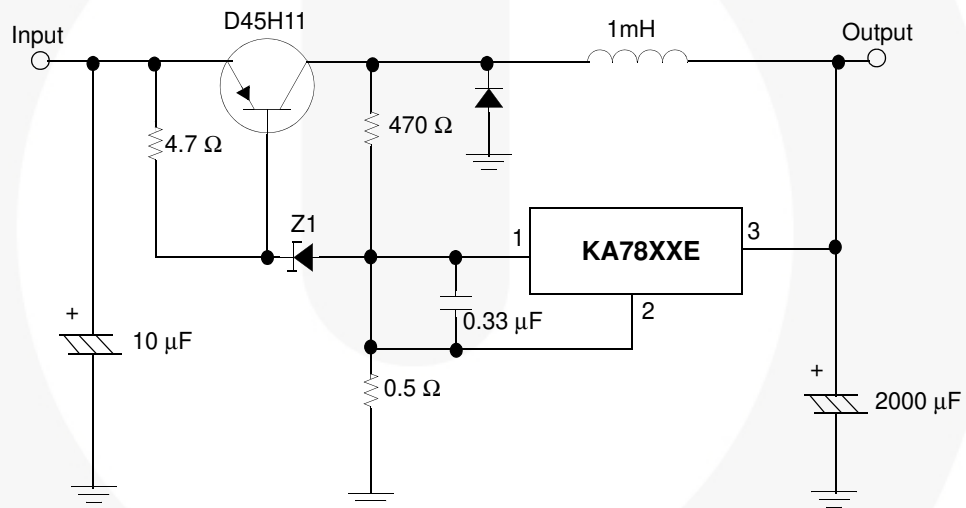 D45H11
Input
1mH
Output
4.7 Ω
470 Ω
Z1
1
KA78XXE
3
2
+
10 μF
0.33 μF
0.5 Ω
+
2000 μF